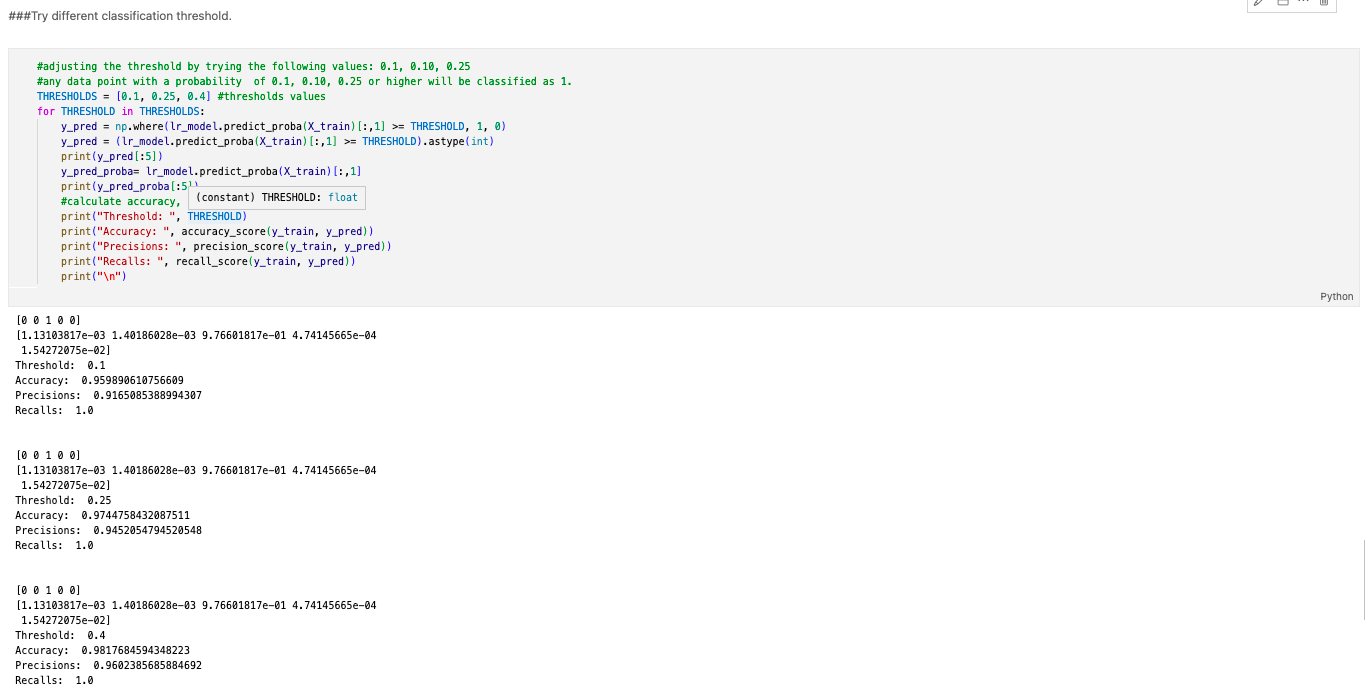 ###Try different classification threshold.
#adjusting the threshold by trying the following values: 0.1, 0.10, 0.25
#any data point with a probability  of 0.1, 0.10, 0.25 or higher will be classified as 1.
THRESHOLDS = [0.1, 0.25, 0.4] #thresholds values
for THRESHOLD in THRESHOLDS:
    y_pred = np.where(lr_model.predict_proba(X_train)[:,1] >= THRESHOLD, 1, 0)
    y_pred = (lr_model.predict_proba(X_train)[:,1] >= THRESHOLD).astype(int)
    print(y_pred[:5])
    y_pred_proba= lr_model.predict_proba(X_train)[:,1]
    print(y_pred_proba[:5])
(constant) THRESHOLD: float
    #calculate accuracy,
    print("Threshold: ", THRESHOLD)
    print("Accuracy: ", accuracy_score(y_train, y_pred))
    print("Precisions: ", precision_score(y_train, y_pred))
    print("Recalls: ", recall_score(y_train, y_pred))
    print("\n")
Python
[0 0 1 0 0]
[1.13103817e-03 1.40186028e-03 9.76601817e-01 4.74145665e-04
 1.54272075e-02]
Threshold:  0.1
Accuracy:  0.959890610756609
Precisions:  0.9165085388994307
Recalls:  1.0
[0 0 1 0 0]
[1.13103817e-03 1.40186028e-03 9.76601817e-01 4.74145665e-04
 1.54272075e-02]
Threshold:  0.25
Accuracy:  0.9744758432087511
Precisions:  0.9452054794520548
Recalls:  1.0
[0 0 1 0 0]
[1.13103817e-03 1.40186028e-03 9.76601817e-01 4.74145665e-04
 1.54272075e-02]
Threshold:  0.4
Accuracy:  0.9817684594348223
Precisions:  0.9602385685884692
Recalls:  1.0